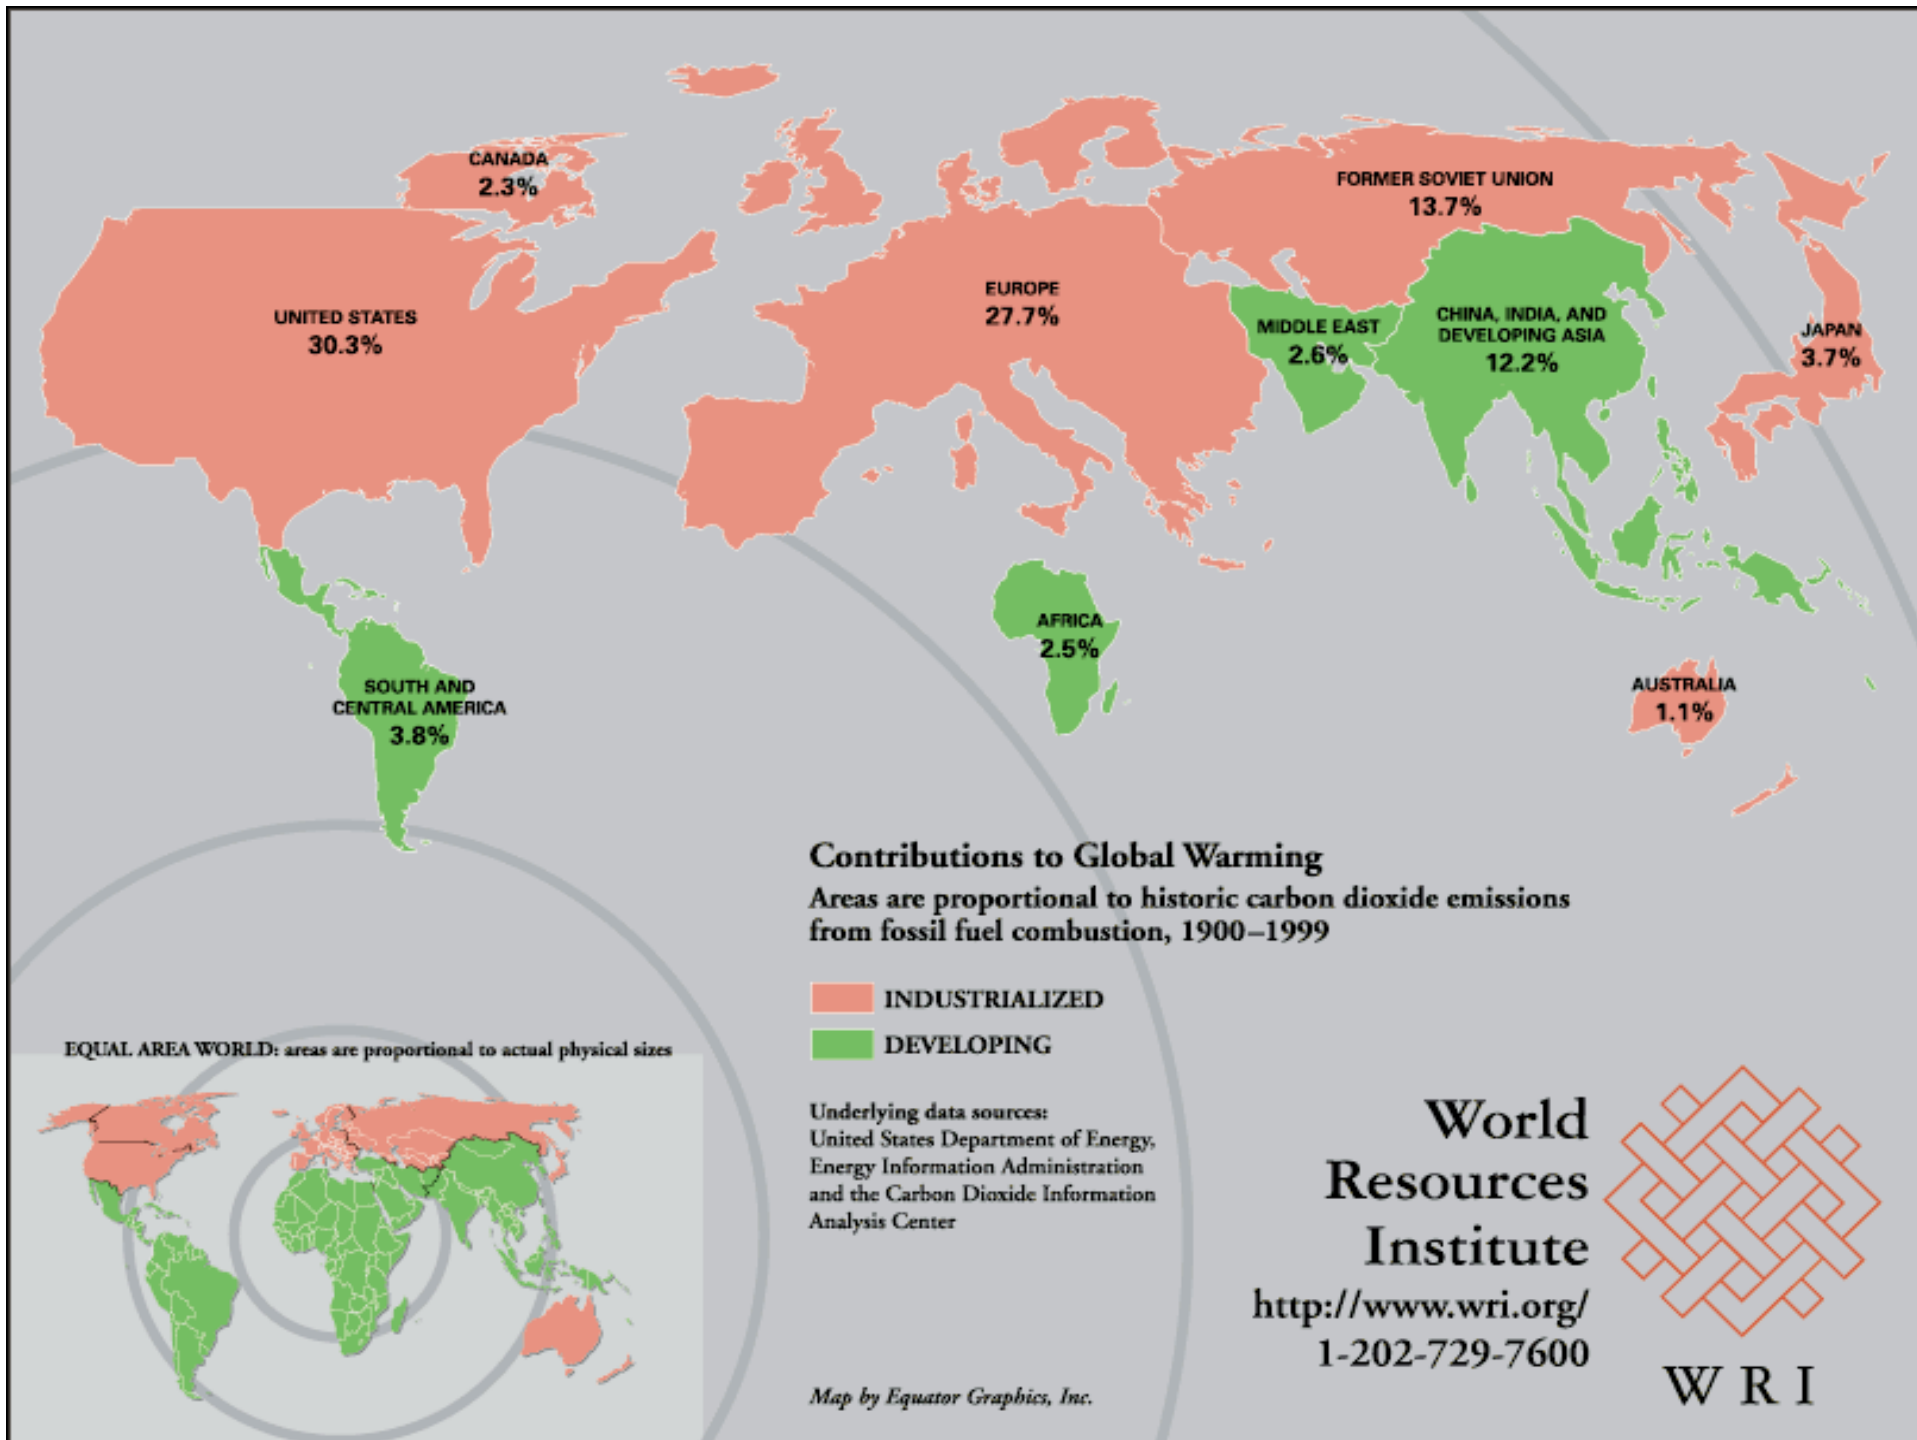 CANADA
2.3%
FORMER SOVIET UNION
13.7%
UNITED STATES
30.3%
EUROPE
27.7%
MIDDLE EAST
2.6%
CHINA, INDIA, AND
DEVELOPING ASIA
12.2%
JAPAN
3.7%
AFRICA
2.5%
SOUTH AND
CENTRAL AMERICA
3.8%
AUSTRALIA
1.1%
Contributions to Global Warming
Areas are proportional to historic carbon dioxide emissions
from fossil fuel combustion, 1900–1999
INDUSTRIALIZED
DEVELOPING
EQUAL AREA WORLD: areas are proportional to actual physical sizes
Underlying data sources:
United States Department of Energy,
Energy Information Administration
and the Carbon Dioxide Information
Analysis Center
Map by Equator Graphics, Inc.
World
Resources
Institute
http://www.wri.org/
1-202-729-7600
WRI